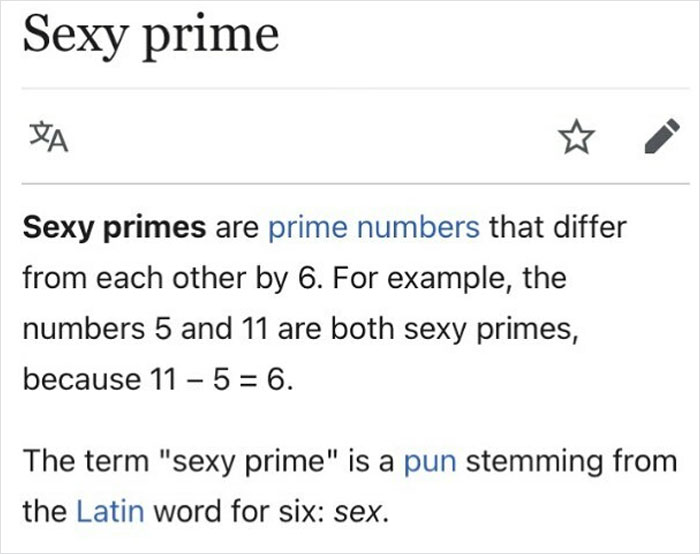 Sexy prime
Sexy primes are prime numbers that differ
from each other by 6. For example, the
numbers 5 and 11 are both sexy primes,
because 11 – 5 = 6.
The term "sexy prime" is a pun stemming from
the Latin word for six: sex.